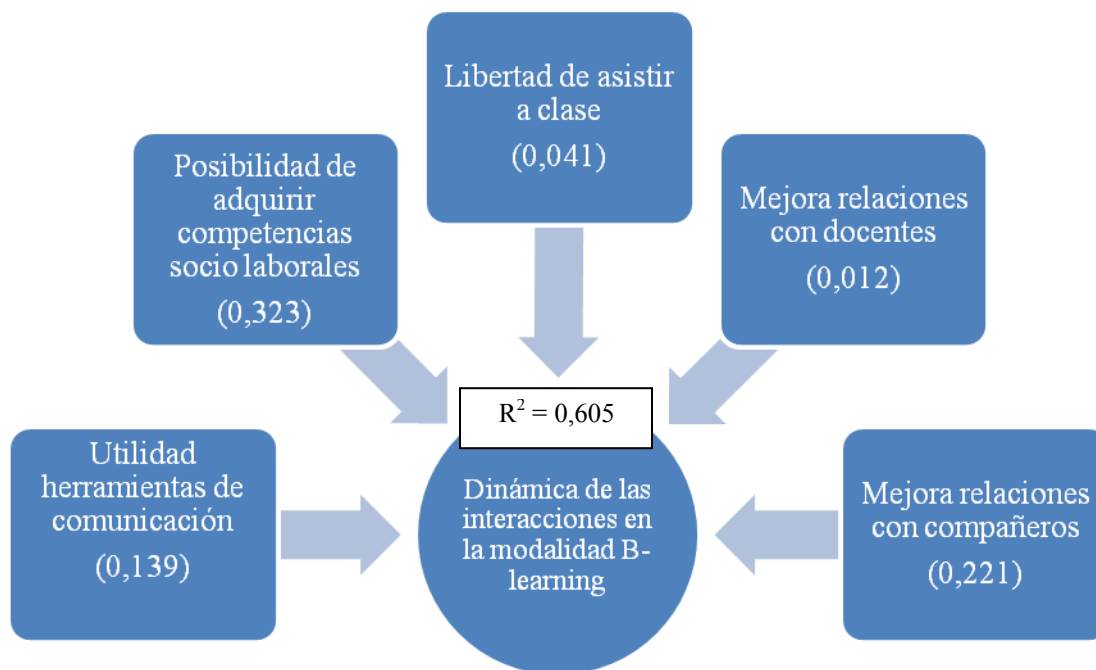 Libertad de asistir
a clase
(0,041)
Posibilidad de
adquirir
competencias
socio laborales
(0,323)
Mejora relaciones
con docentes
(0,012)
R² = 0,605
Utilidad
herramientas de
comunicación
(0,139)
Dinámica de las
interacciones en
la modalidad B-
learning
Mejora relaciones
con compañeros
(0,221)